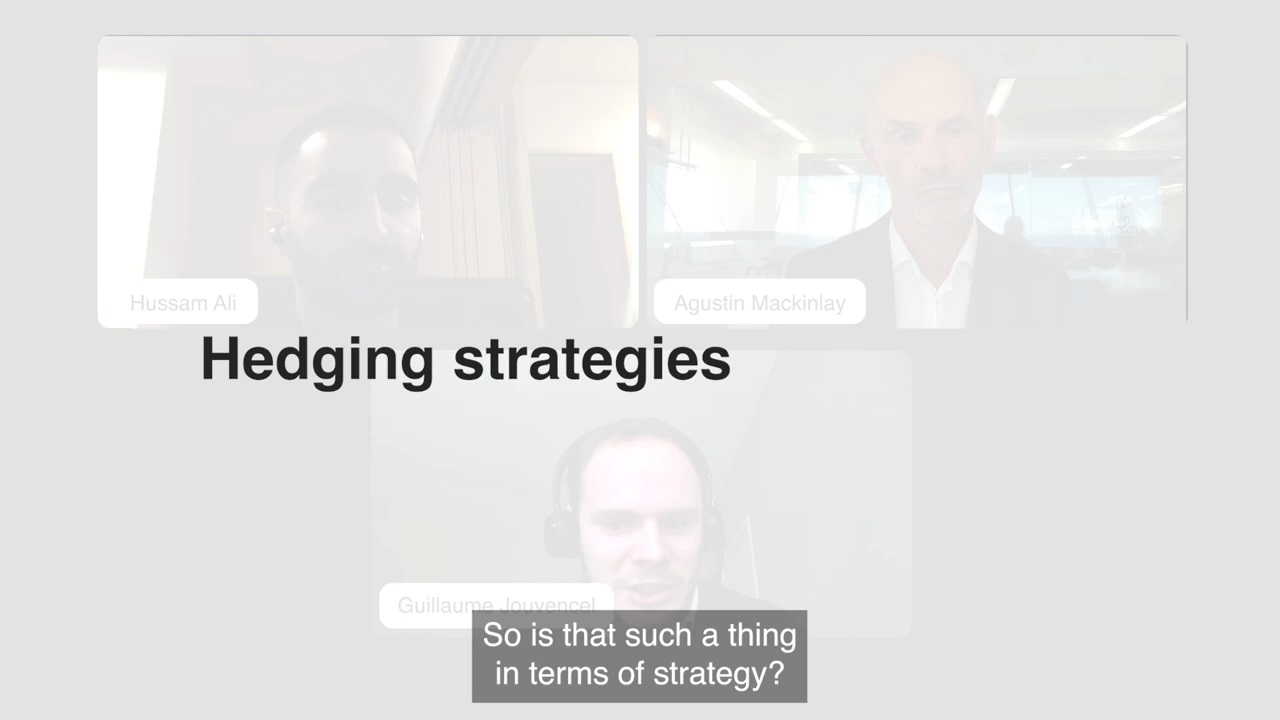 Hussam Ali
Agustin Mackinlay
Hedging strategies
Guillaume Jouvencel
So is that such a thing
in terms of strategy?